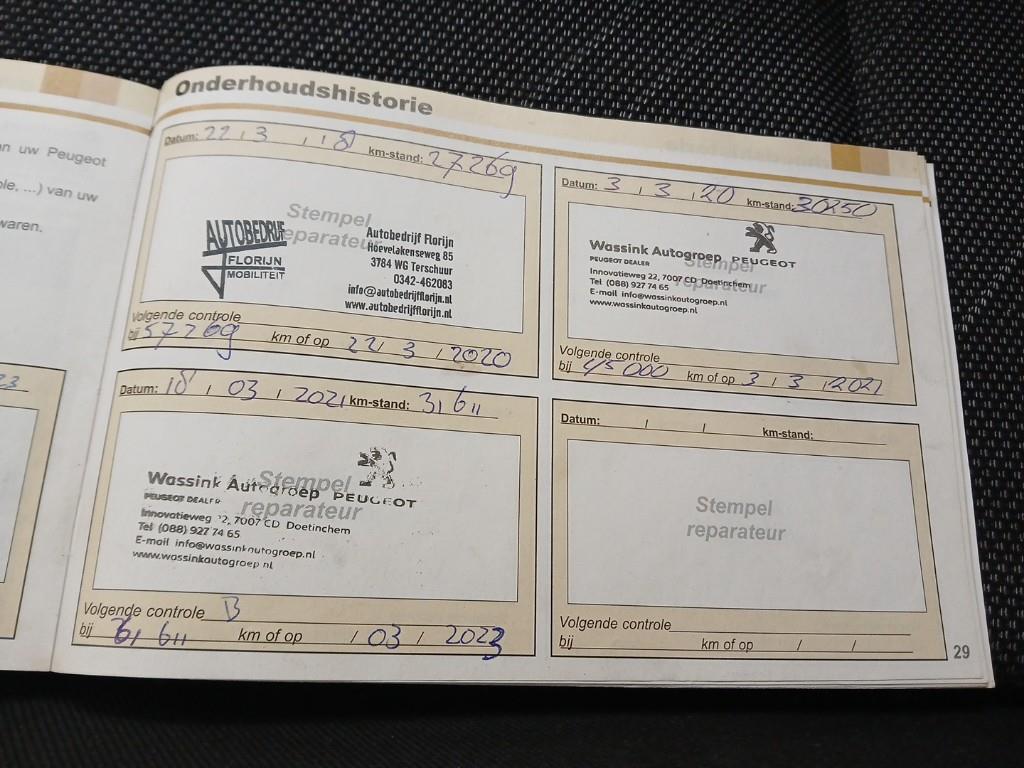 n uw Peugeot
ole, ...) van uw
waren.
23
Onderhoudshistorie
Datum: 22 / 3 / 18 km-stand: 27269
Stempel
reparateur
AUTOBEDRIJF
FLORIJN
MOBILITEIT
Autobedrijf Florijn
Hoevelakenseweg 85
3784 WG Terschuur
0342-462083
info@autobedrijfflorijn.nl
www.autobedrijfflorijn.nl
Volgende controle
bij 57269 km of op 22 / 3 / 2020
Datum: 3 / 3 / 20 km-stand: 30250
Stempel
reparateur
Wassink Autogroep PEUGEOT
PEUGEOT DEALER
Innovatieweg 22, 7007 CD Doetinchem
Tel (088) 927 74 65
E-mail info@wassinkautogroep.nl
www.wassinkautogroep.nl
Volgende controle
bij 45000 km of op 3 / 3 / 2021
Datum: 18 / 03 / 2021 km-stand: 31611
Stempel
reparateur
Wassink Autogroep PEUGEOT
PEUGEOT DEALER
Innovatieweg 22, 7007 CD Doetinchem
Tel (088) 927 74 65
E-mail info@wassinkautogroep.nl
www.wassinkautogroep.nl
Volgende controle B
bij 61611 km of op / 03 / 2023
Datum: / / km-stand:
Stempel
reparateur
Volgende controle
bij km of op / /
29